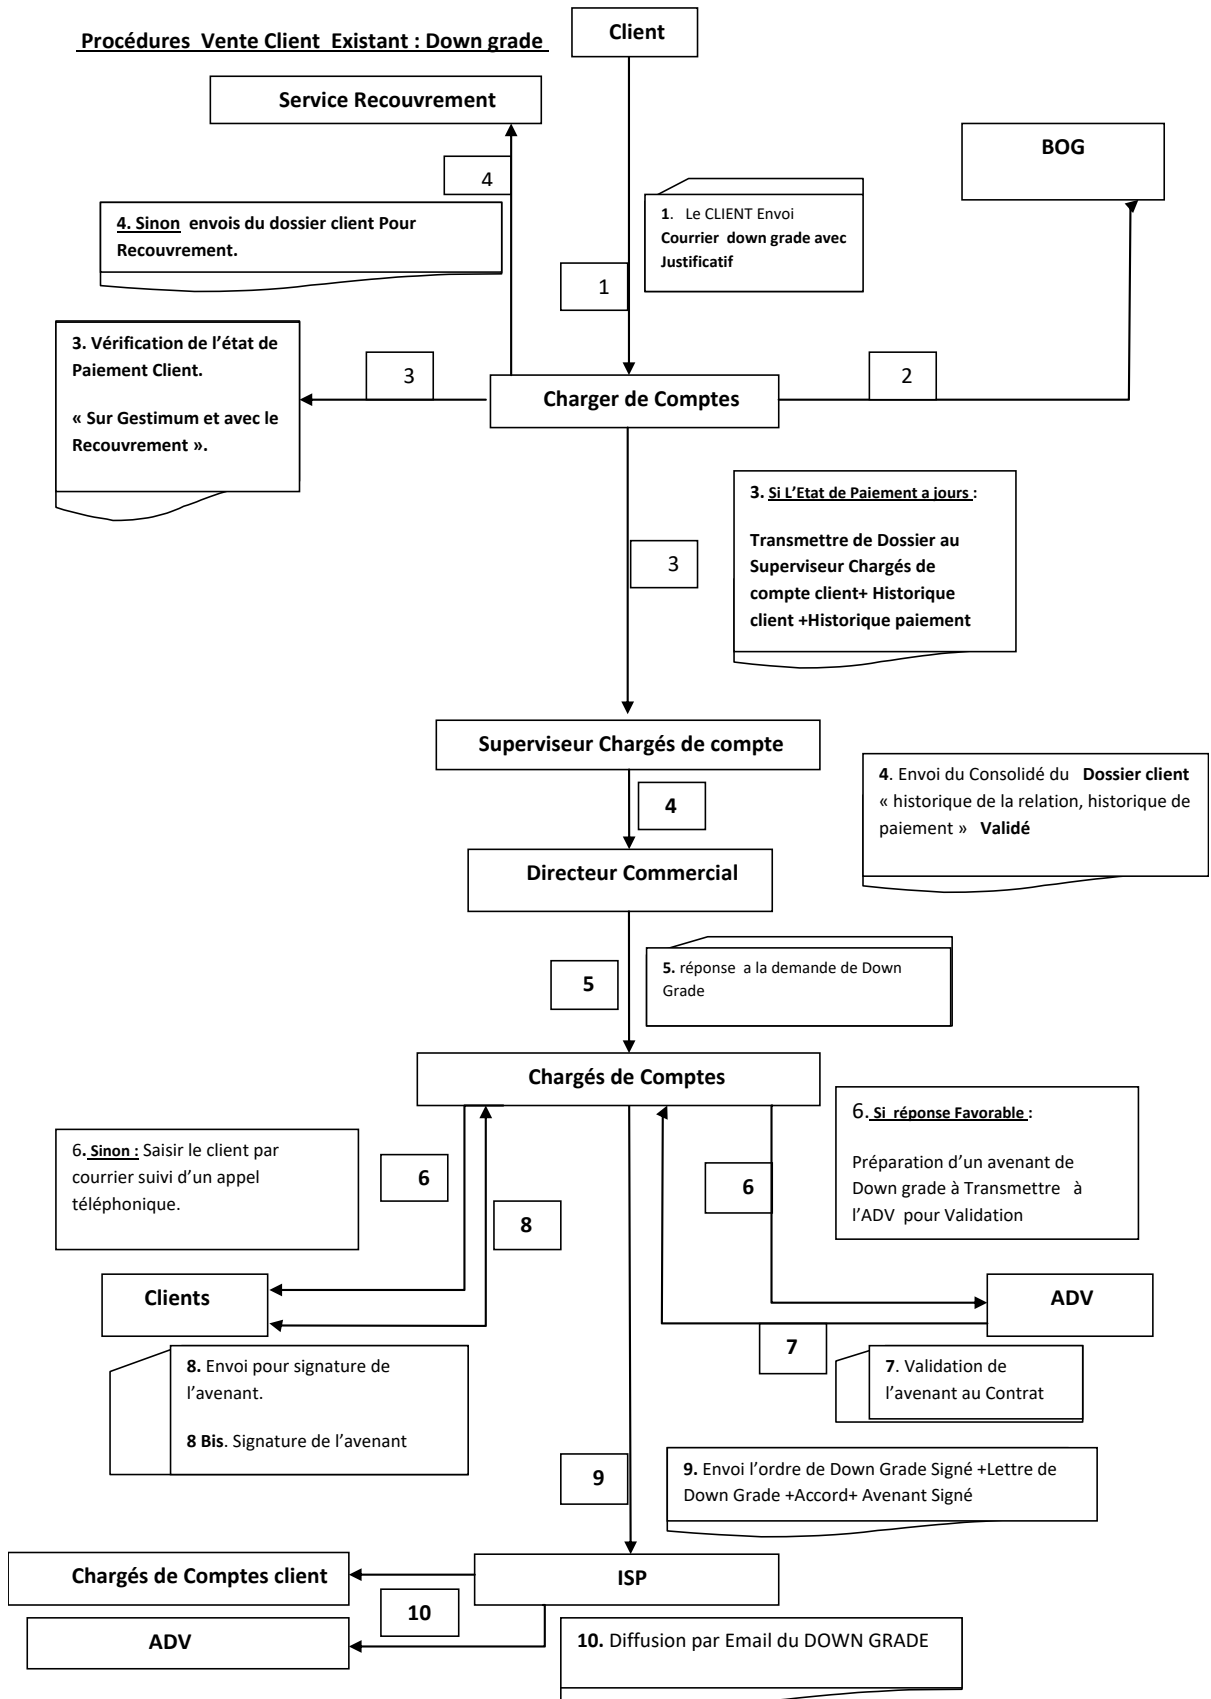 Procédures Vente Client Existant : Down grade
Client
Service Recouvrement
BOG
4
1. Le CLIENT Envoi
Courrier down grade avec
Justificatif
4. Sinon envois du dossier client Pour
Recouvrement.
1
3. Vérification de l'état de
Paiement Client.
« Sur Gestimum et avec le
Recouvrement ».
3
2
Charger de Comptes
3. Si L'Etat de Paiement a jours :
Transmettre de Dossier au
Superviseur Chargés de
compte client+ Historique
client +Historique paiement
3
Superviseur Chargés de compte
4. Envoi du Consolidé du Dossier client
« historique de la relation, historique de
paiement » Validé
4
Directeur Commercial
5. réponse a la demande de Down
Grade
5
Chargés de Comptes
6. Sinon : Saisir le client par
courrier suivi d'un appel
téléphonique.
6
8
6
6. Si réponse Favorable :
Préparation d'un avenant de
Down grade à Transmettre à
l'ADV pour Validation
Clients
ADV
7
8. Envoi pour signature de
l'avenant.
8 Bis. Signature de l'avenant
7. Validation de
l'avenant au Contrat
9
9. Envoi l'ordre de Down Grade Signé +Lettre de
Down Grade +Accord+ Avenant Signé
Chargés de Comptes client
ISP
10
ADV
10. Diffusion par Email du DOWN GRADE